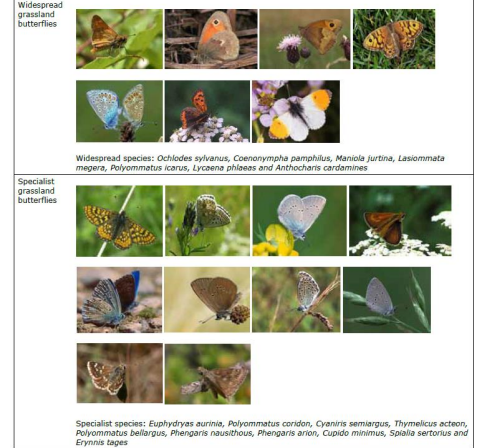 Widespread
grassland
butterflies
Widespread species: Ochlodes sylvanus, Coenonympha pamphilus, Maniola jurtina, Lasiommata
megera, Polyommatus icarus, Lycaena phlaeas and Anthocharis cardamines
Specialist
grassland
butterflies
Specialist species: Euphydryas aurinia, Polyommatus coridon, Cyaniris semiargus, Thymelicus acteon,
Polyommatus bellargus, Phengaris nausithous, Phengaris arion, Cupido minimus, Spialia sertorius and
Erynnis tages